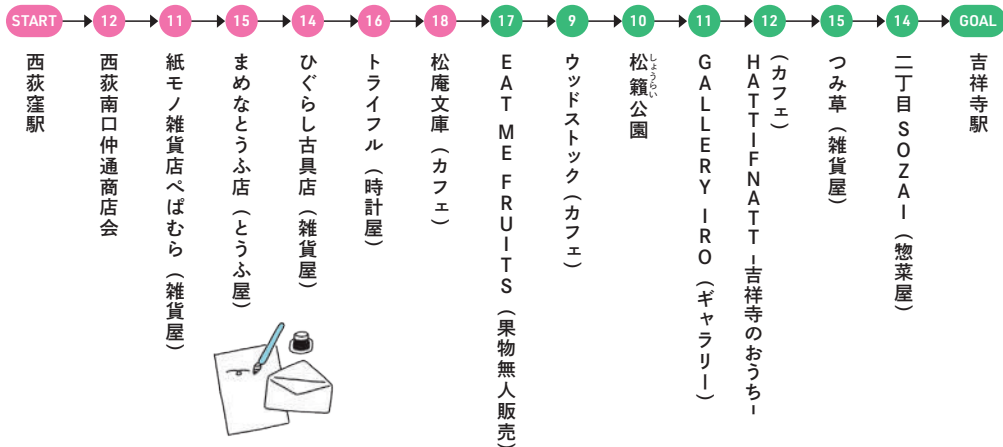 START
西荻窪駅
12
西荻南口仲通商店会
11
紙モノ雑貨店ぺぱむら（雑貨屋）
15
まめなとうふ店（とうふ屋）
14
ひぐらし古具店（雑貨屋）
16
トライフル（時計屋）
18
松庵文庫（カフェ）
17
EAT ME FRUITS（果物無人販売）
9
ウッドストック（カフェ）
10
松籟公園
しょうらい
11
GALLERY IRO（ギャラリー）
12
HATTIFNATT -吉祥寺のおうち-
（カフェ）
15
つみ草（雑貨屋）
14
二丁目 SOZAI（惣菜屋）
GOAL
吉祥寺駅